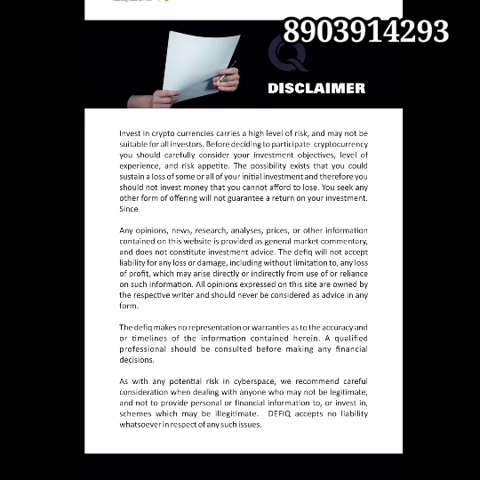 8903914293
Q
DISCLAIMER
Invest in crypto currencies carries a high level of risk, and may not be
suitable for all investors. Before deciding to participate cryptocurrency
you should carefully consider your investment objectives, level of
experience, and risk appetite. The possibility exists that you could
sustain a loss of some or all of your initial investment and therefore you
should not invest money that you cannot afford to lose. You seek any
other form of offering will not guarantee a return on your investment.
Since
Any opinions, news, research, analyses, prices, or other information
contained on this website is provided as general market commentary,
and does not constitute investment advice. The defiq will not accept
liability for any loss or damage, including without limitation to, any loss
of profit, which may arise directly or indirectly from use of or reliance
on such information. All opinions expressed on this site are owned by
the respective writer and should never be considered as advice in any
form.
The defiq makes no representation or warranties as to the accuracy and
or timelines of the information contained herein. A qualified
professional should be consulted before making any financial
decisions.
As with any potential risk in cyberspace, we recommend careful
consideration when dealing with anyone who may not be legitimate,
and not to provide personal or financial information to, or invest in,
schemes which may be illegitimate. DEFIQ accepts no liability
whatsoever in respect of any such issues.